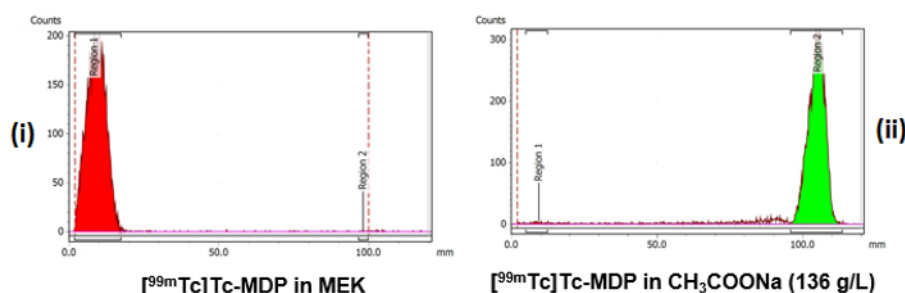 Counts
200
150
100
50
0
0.0
50.0
100.0
mm
Region 1
Region 2
(i)
[⁹⁹ᵐTc]Tc-MDP in MEK
Counts
300
200
100
0
0.0
50.0
100.0
mm
Region 1
Region 2
(ii)
[⁹⁹ᵐTc]Tc-MDP in CH₃COONa (136 g/L)